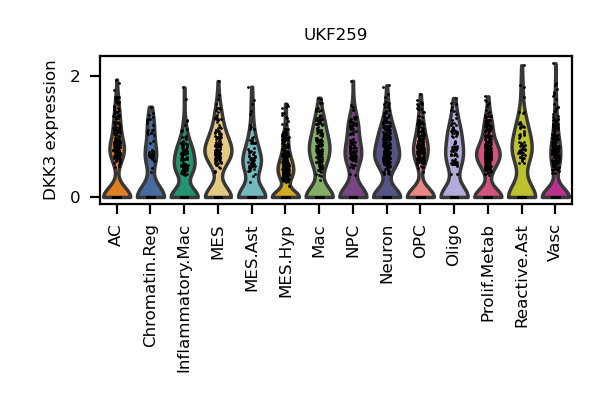 UKF259
DKK3 expression
2
0
AC
Chromatin.Reg
Inflammatory.Mac
MES
MES.Ast
MES.Hyp
Mac
NPC
Neuron
OPC
Oligo
Prolif.Metab
Reactive.Ast
Vasc